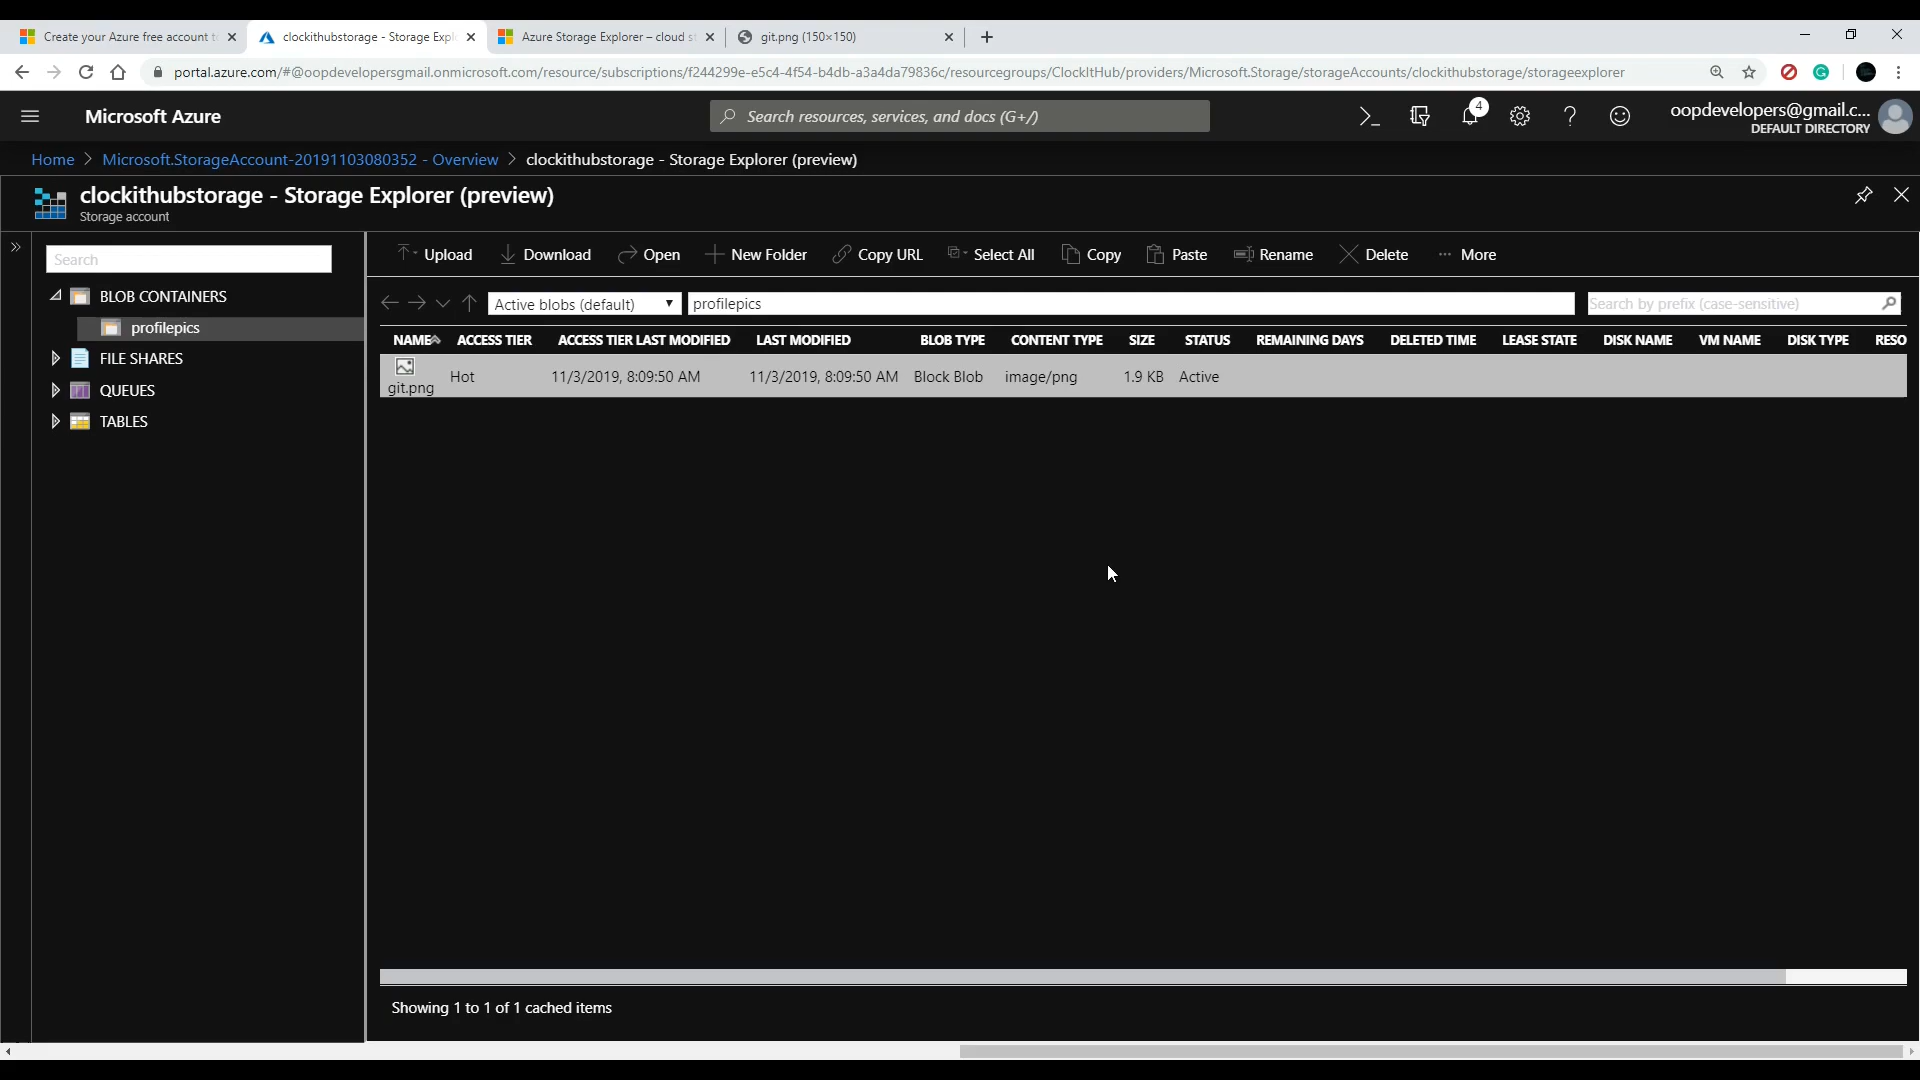 Create your Azure free account t
clockithubstorage - Storage Expl
Azure Storage Explorer – cloud s
git.png (150×150)
portal.azure.com/#@oopdevelopersgmail.onmicrosoft.com/resource/subscriptions/f244299e-e5c4-4f54-b4db-a3a4da79836c/resourcegroups/ClockItHub/providers/Microsoft.Storage/storageAccounts/clockithubstorage/storageexplorer
Microsoft Azure
Search resources, services, and docs (G+/)
4
oopdevelopers@gmail.c...
DEFAULT DIRECTORY
Home > Microsoft.StorageAccount-20191103080352 - Overview > clockithubstorage - Storage Explorer (preview)
clockithubstorage - Storage Explorer (preview)
Storage account
Search
BLOB CONTAINERS
profilepics
FILE SHARES
QUEUES
TABLES
Upload Download Open New Folder Copy URL Select All Copy Paste Rename Delete ... More
Active blobs (default) profilepics Search by prefix (case-sensitive)
NAME ACCESS TIER ACCESS TIER LAST MODIFIED LAST MODIFIED BLOB TYPE CONTENT TYPE SIZE STATUS REMAINING DAYS DELETED TIME LEASE STATE DISK NAME VM NAME DISK TYPE RESO
git.png Hot 11/3/2019, 8:09:50 AM 11/3/2019, 8:09:50 AM Block Blob image/png 1.9 KB Active
Showing 1 to 1 of 1 cached items